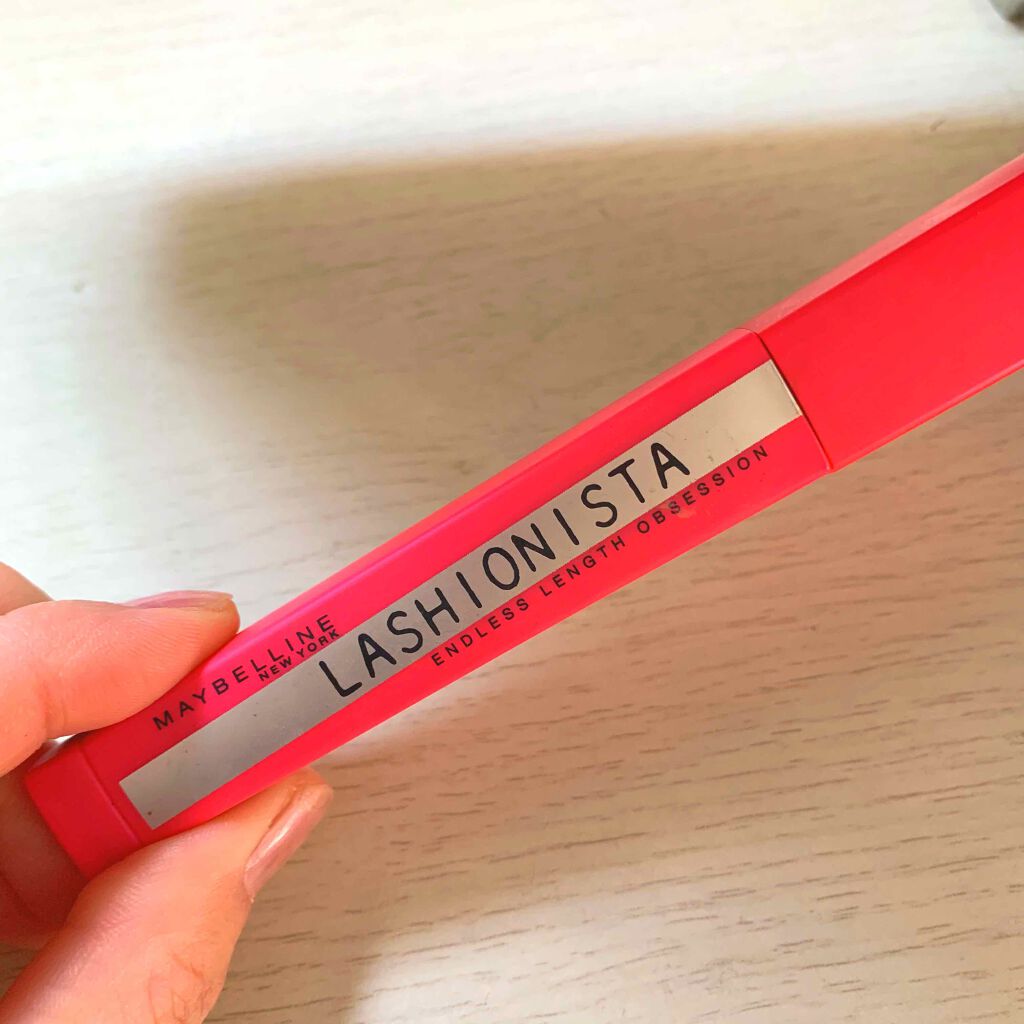 MAYBELLINE
NEW YORK
LASHIONISTA
ENDLESS LENGTH OBSESSION